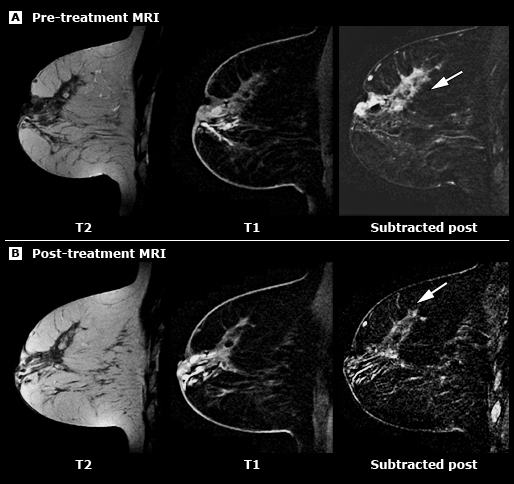 A Pre-treatment MRI
T2 T1 Subtracted post
B Post-treatment MRI
T2 T1 Subtracted post